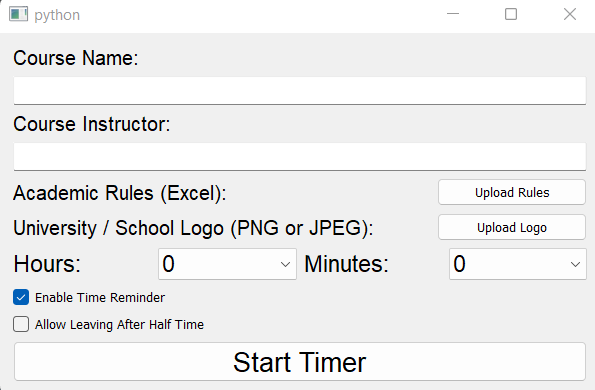 python
Course Name:
Course Instructor:
Academic Rules (Excel): Upload Rules
University / School Logo (PNG or JPEG): Upload Logo
Hours: 0 Minutes: 0
Enable Time Reminder
Allow Leaving After Half Time
Start Timer